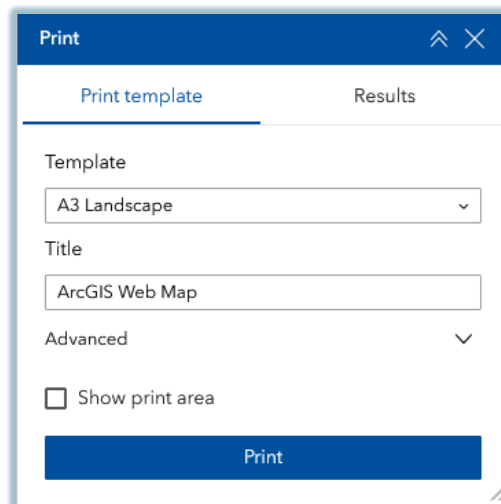 Print
Print template Results
Template
A3 Landscape
Title
ArcGIS Web Map
Advanced
Show print area
Print